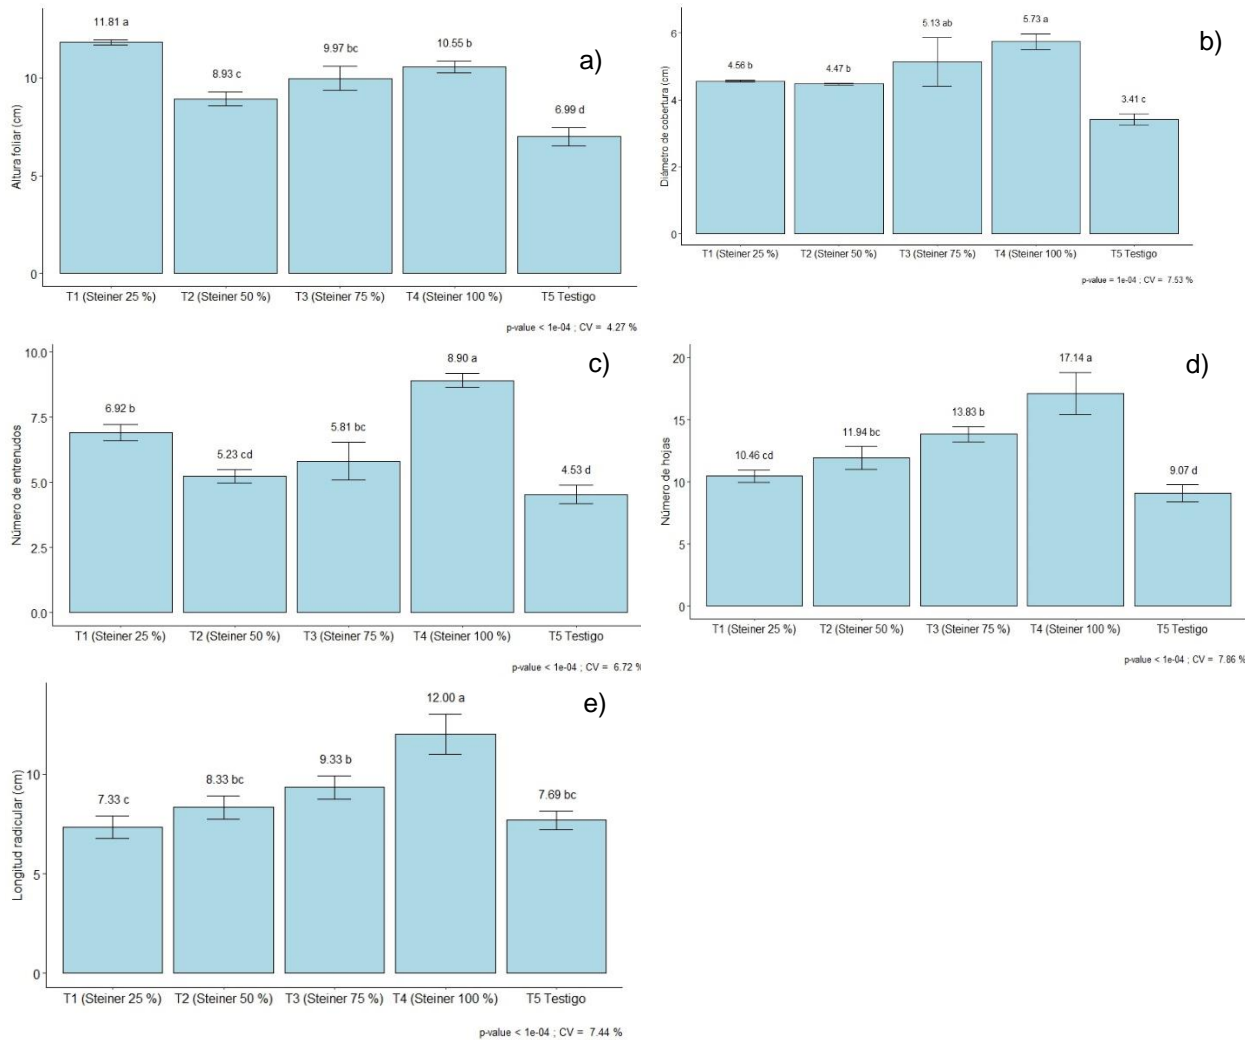 11.81 a
8.93 c
9.97 bc
10.55 b
6.99 d
a)
Altura foliar (cm)
10
5
0
T1 (Steiner 25 %) T2 (Steiner 50 %) T3 (Steiner 75 %) T4 (Steiner 100 %) T5 Testigo
p-value < 1e-04 ; CV = 4.27 %
4.56 b
4.47 b
5.13 ab
5.73 a
3.41 c
b)
Diámetro de cobertura (cm)
6
4
2
0
T1 (Steiner 25 %) T2 (Steiner 50 %) T3 (Steiner 75 %) T4 (Steiner 100 %) T5 Testigo
p-value = 1e-04 ; CV = 7.53 %
6.92 b
5.23 cd
5.81 bc
8.90 a
4.53 d
c)
Número de entrenudos
10.0
7.5
5.0
2.5
0.0
T1 (Steiner 25 %) T2 (Steiner 50 %) T3 (Steiner 75 %) T4 (Steiner 100 %) T5 Testigo
p-value < 1e-04 ; CV = 6.72 %
10.46 cd
11.94 bc
13.83 b
17.14 a
9.07 d
d)
Número de hojas
20
15
10
5
0
T1 (Steiner 25 %) T2 (Steiner 50 %) T3 (Steiner 75 %) T4 (Steiner 100 %) T5 Testigo
p-value < 1e-04 ; CV = 7.86 %
7.33 c
8.33 bc
9.33 b
12.00 a
7.69 bc
e)
Longitud radicular (cm)
10
5
0
T1 (Steiner 25 %) T2 (Steiner 50 %) T3 (Steiner 75 %) T4 (Steiner 100 %) T5 Testigo
p-value < 1e-04 ; CV = 7.44 %